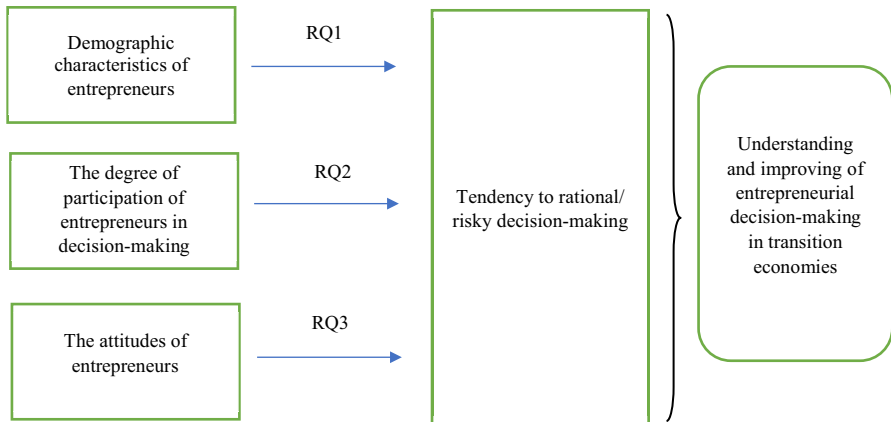 Demographic
characteristics of
entrepreneurs
RQ1
The degree of
participation of
entrepreneurs in
decision-making
RQ2
The attitudes of
entrepreneurs
RQ3
Tendency to rational/
risky decision-making
Understanding
and improving of
entrepreneurial
decision-making
in transition
economies